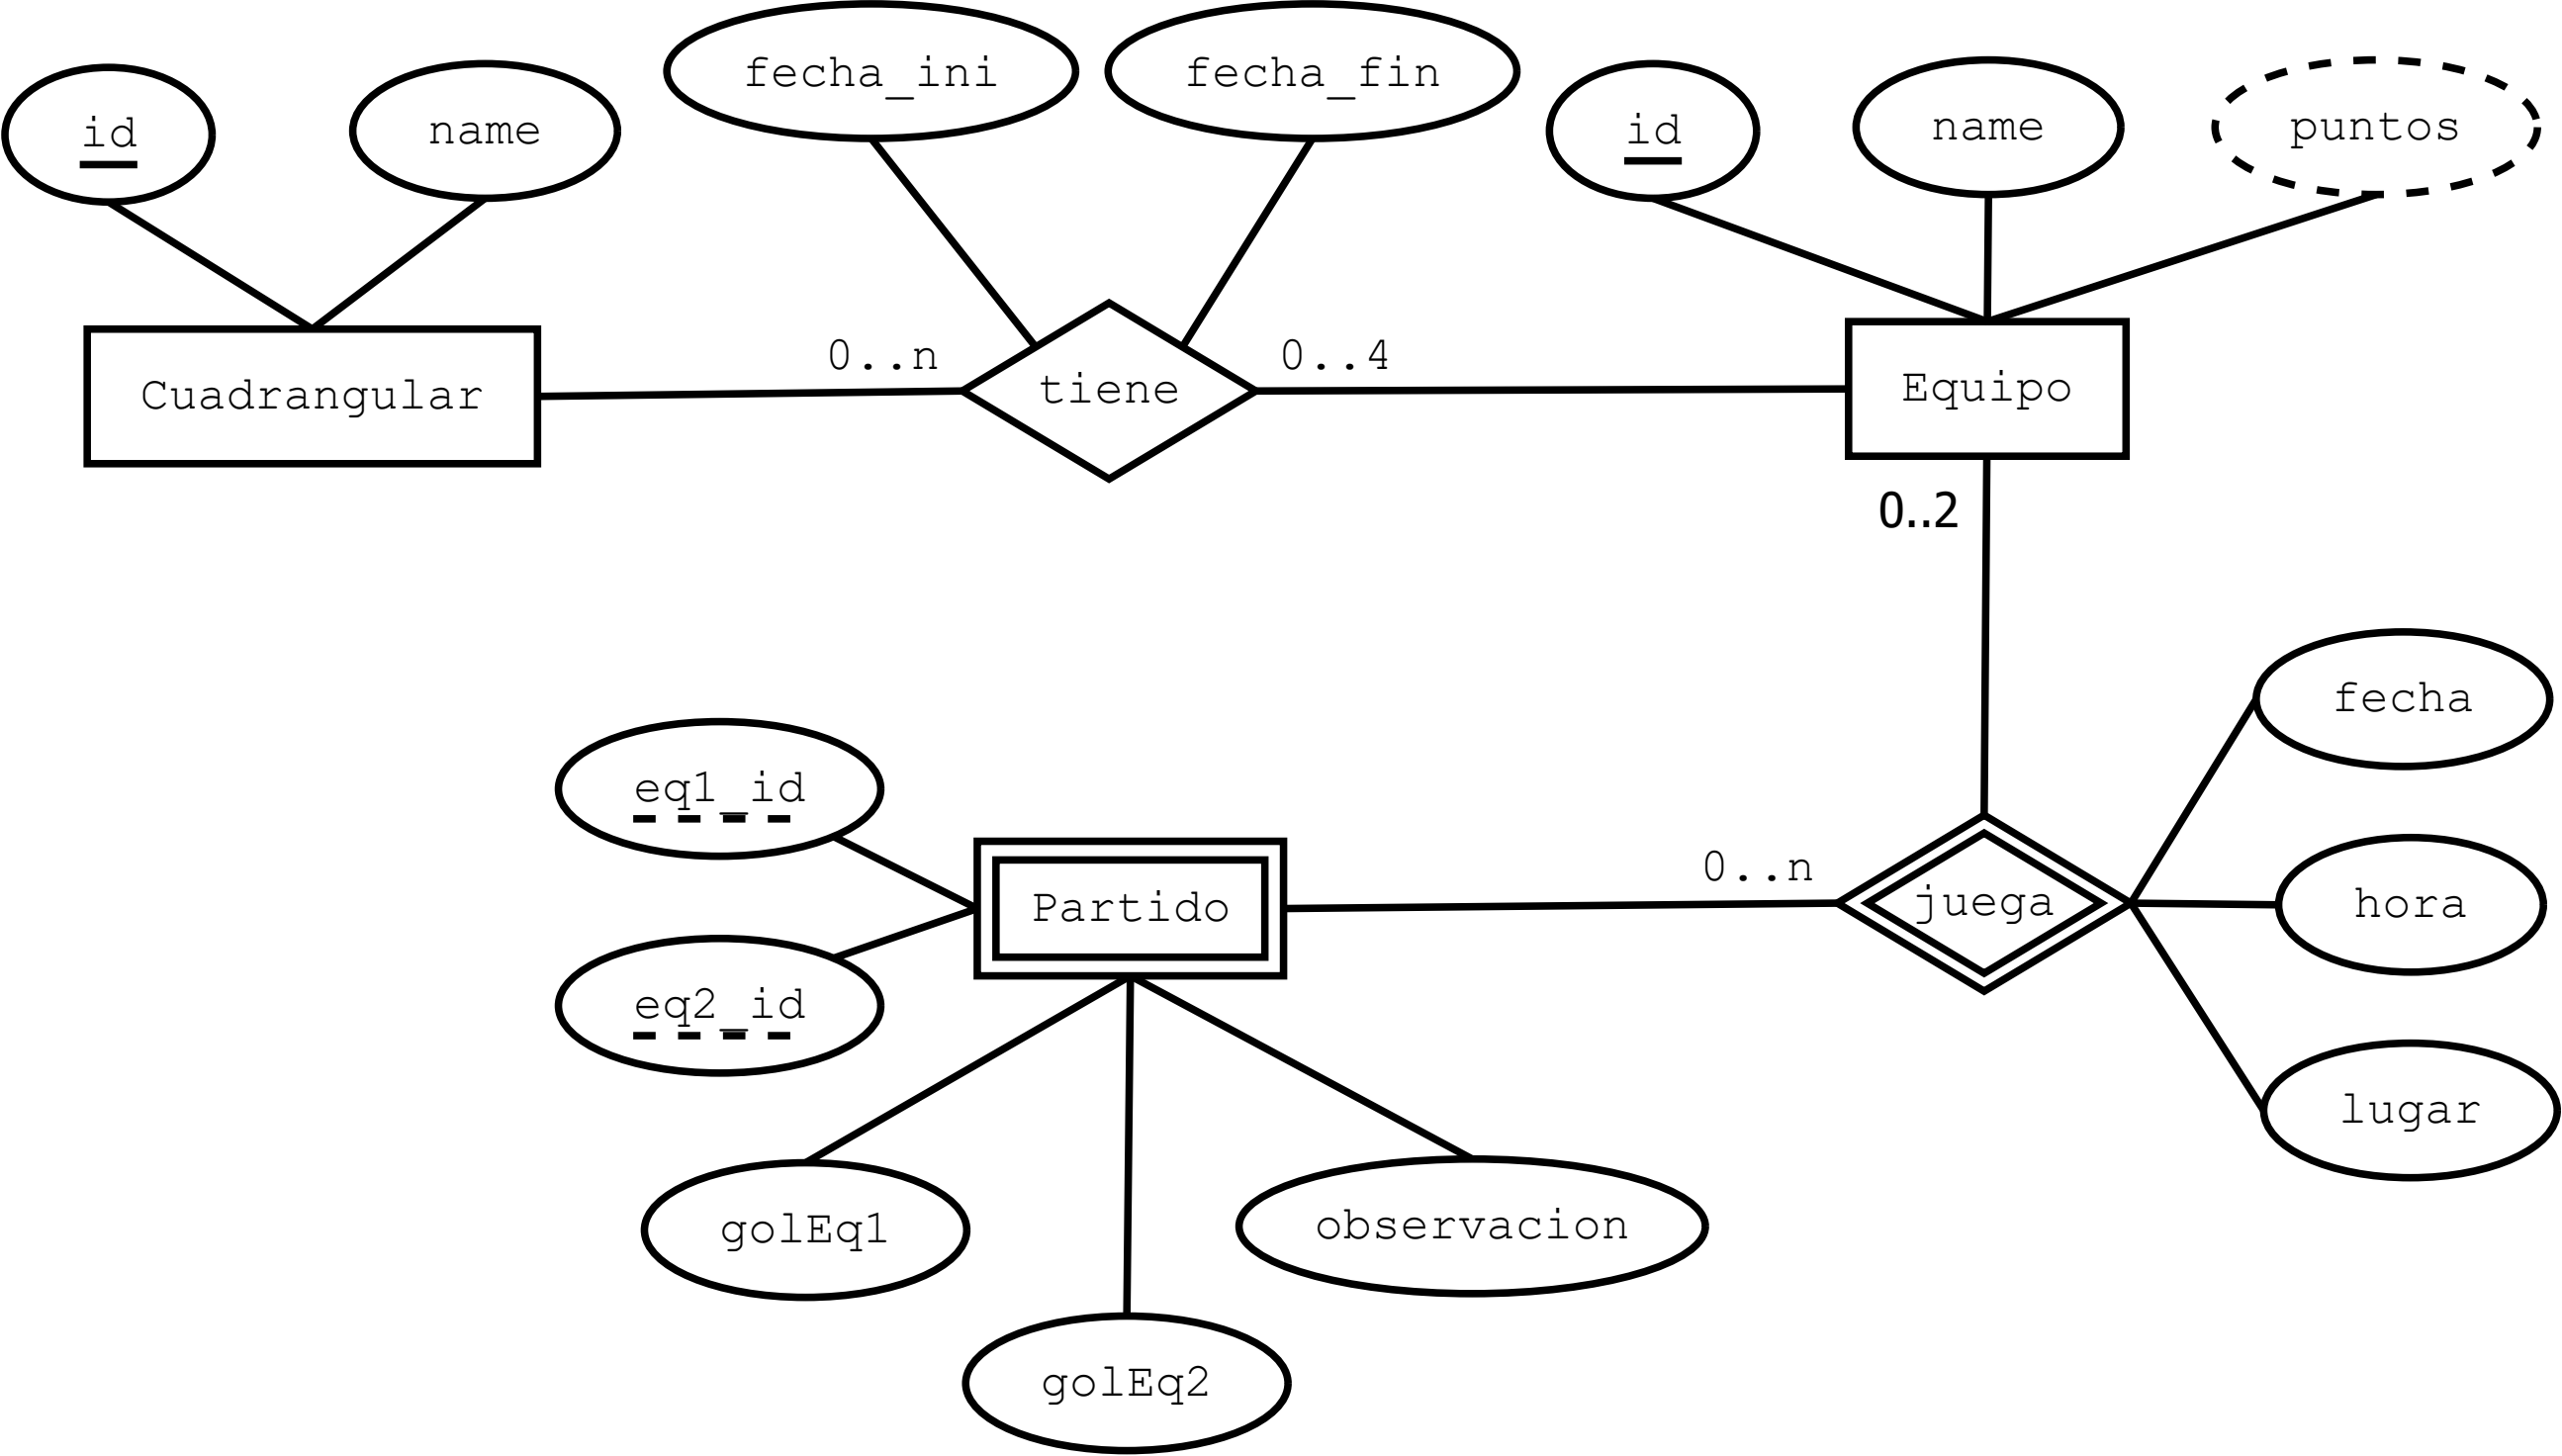 fecha_ini
fecha_fin
id
name
id
name
puntos
0..n
0..4
Cuadrangular
tiene
Equipo
0..2
fecha
eq1_id
0..n
Partido
juega
hora
eq2_id
lugar
golEq1
observacion
golEq2